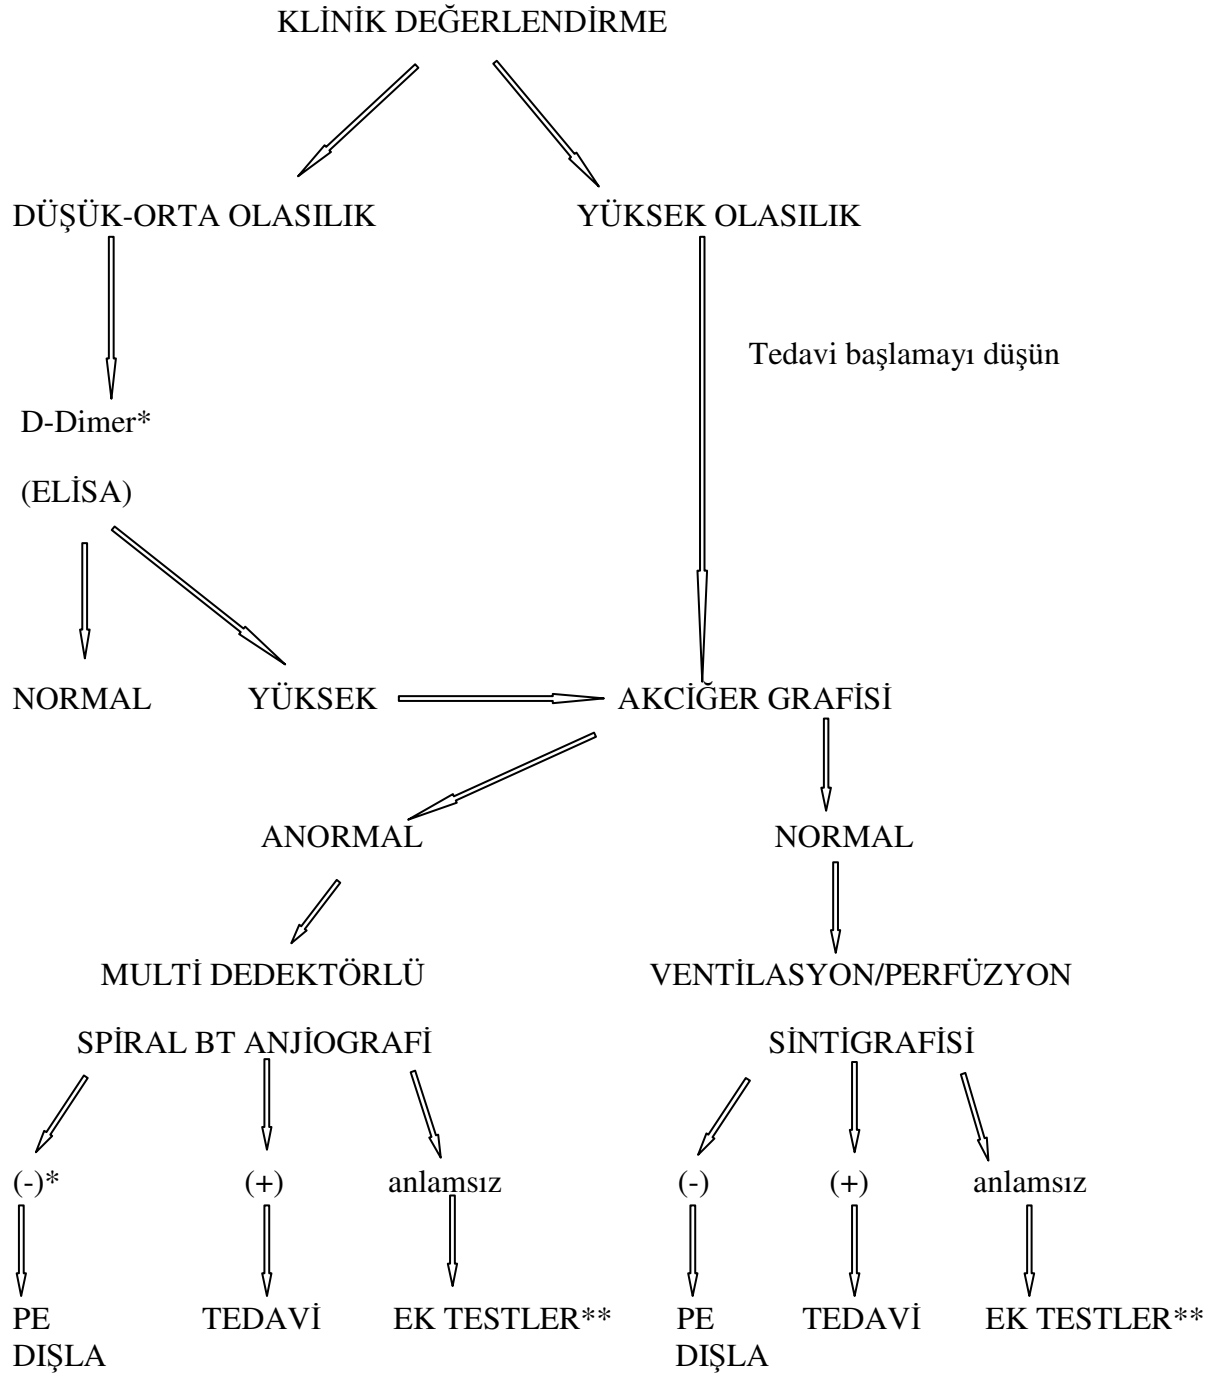 KLİNİK DEĞERLENDİRME
DÜŞÜK-ORTA OLASILIK
YÜKSEK OLASILIK
Tedavi başlamayı düşün
D-Dimer*
(ELİSA)
NORMAL
YÜKSEK
AKCİĞER GRAFİSİ
ANORMAL
NORMAL
MULTİ DEDEKTÖRLÜ
SPİRAL BT ANJİOGRAFİ
VENTİLASYON/PERFÜZYON
SİNTİGRAFİSİ
(-)*
(+)
anlamsız
(-)
(+)
anlamsız
PE
DIŞLA
TEDAVİ
EK TESTLER**
PE
DIŞLA
TEDAVİ
EK TESTLER**